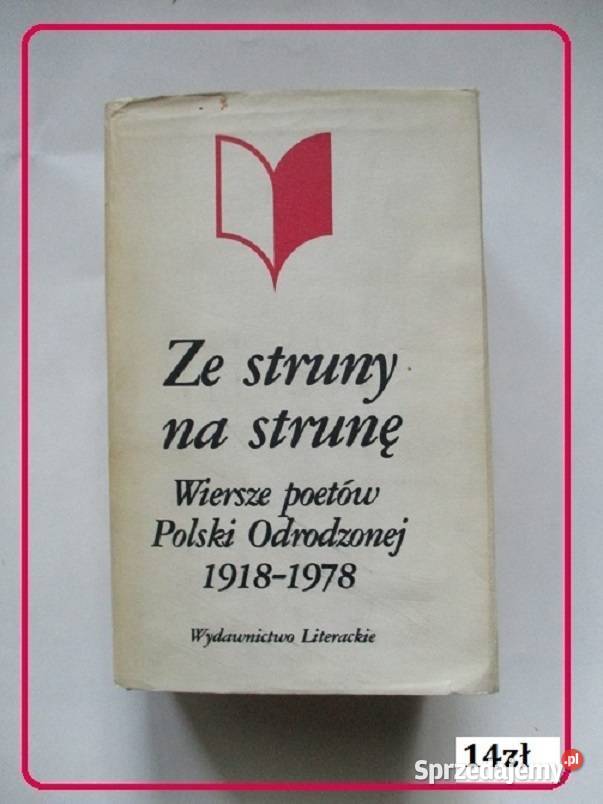 Ze struny
na strunę
Wiersze poetów
Polski Odrodzonej
1918-1978
Wydawnictwo Literackie
14zł
Sprzedajemy.pl